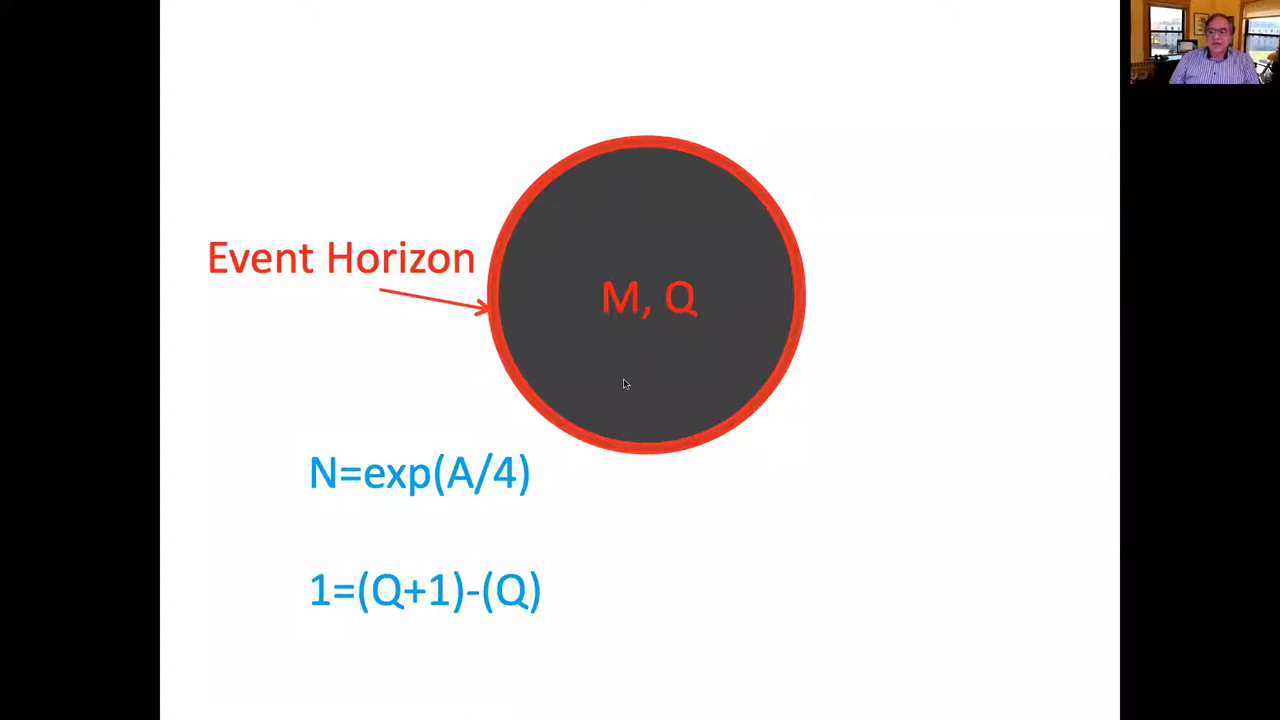 Event Horizon
M, Q
N=exp(A/4)
1=(Q+1)-(Q)